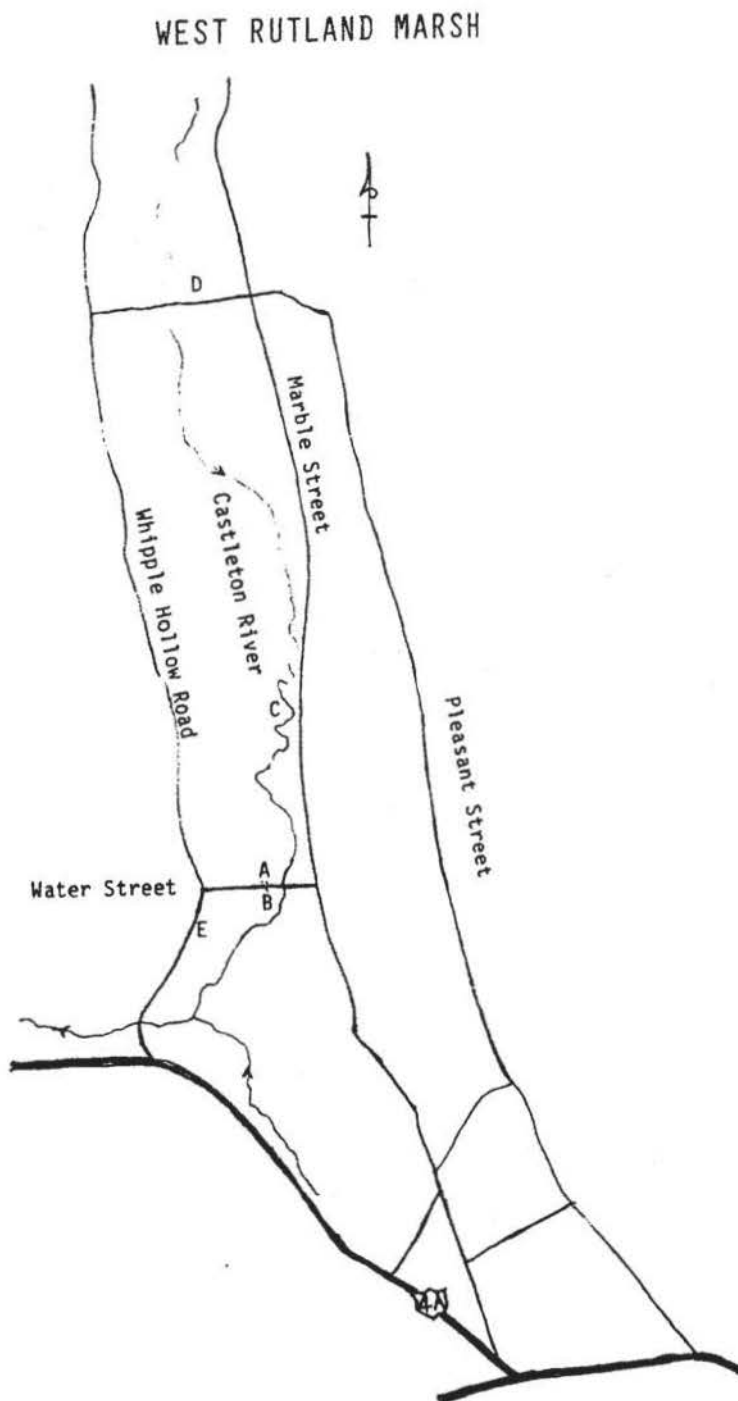 WEST RUTLAND MARSH
D
Marble Street
Castleton River
Whipple Hollow Road
C
Pleasant Street
A
Water Street
B
E
4A